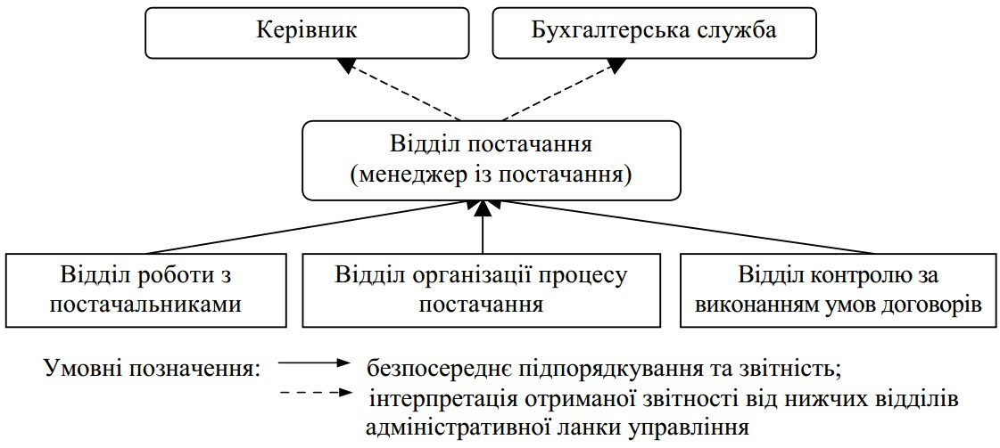 Керівник
Бухгалтерська служба
Відділ постачання
(менеджер із постачання)
Відділ роботи з
постачальниками
Відділ організації процесу
постачання
Відділ контролю за
виконанням умов договорів
Умовні позначення:
безпосереднє підпорядкування та звітність;
інтерпретація отриманої звітності від нижчих відділів
адміністративної ланки управління